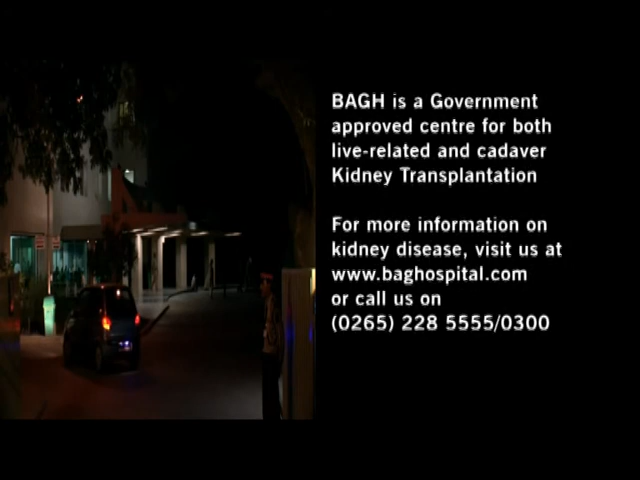 BAGH is a Government
approved centre for both
live-related and cadaver
Kidney Transplantation
For more information on
kidney disease, visit us at
www.baghospital.com
or call us on
(0265) 228 5555/0300